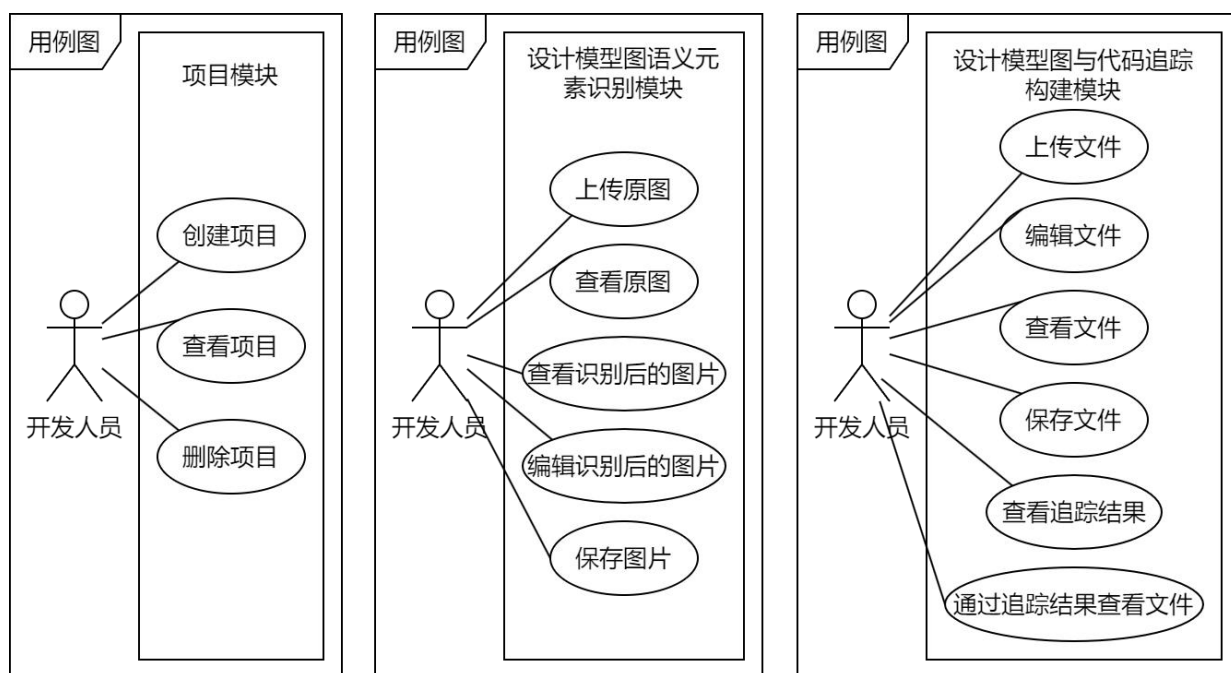 用例图
项目模块
创建项目
查看项目
删除项目
开发人员
用例图
设计模型图语义元
素识别模块
上传原图
查看原图
查看识别后的图片
编辑识别后的图片
保存图片
开发人员
用例图
设计模型图与代码追踪
构建模块
上传文件
编辑文件
查看文件
保存文件
查看追踪结果
通过追踪结果查看文件
开发人员